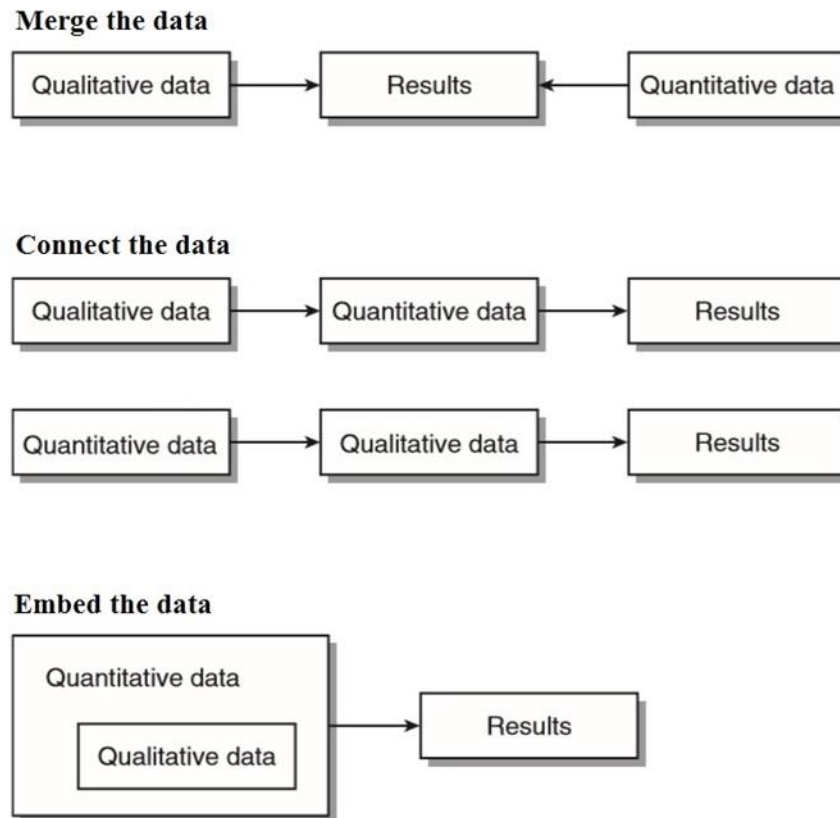 Merge the data
Qualitative data
Results
Quantitative data
Connect the data
Qualitative data
Quantitative data
Results
Quantitative data
Qualitative data
Results
Embed the data
Quantitative data
Qualitative data
Results